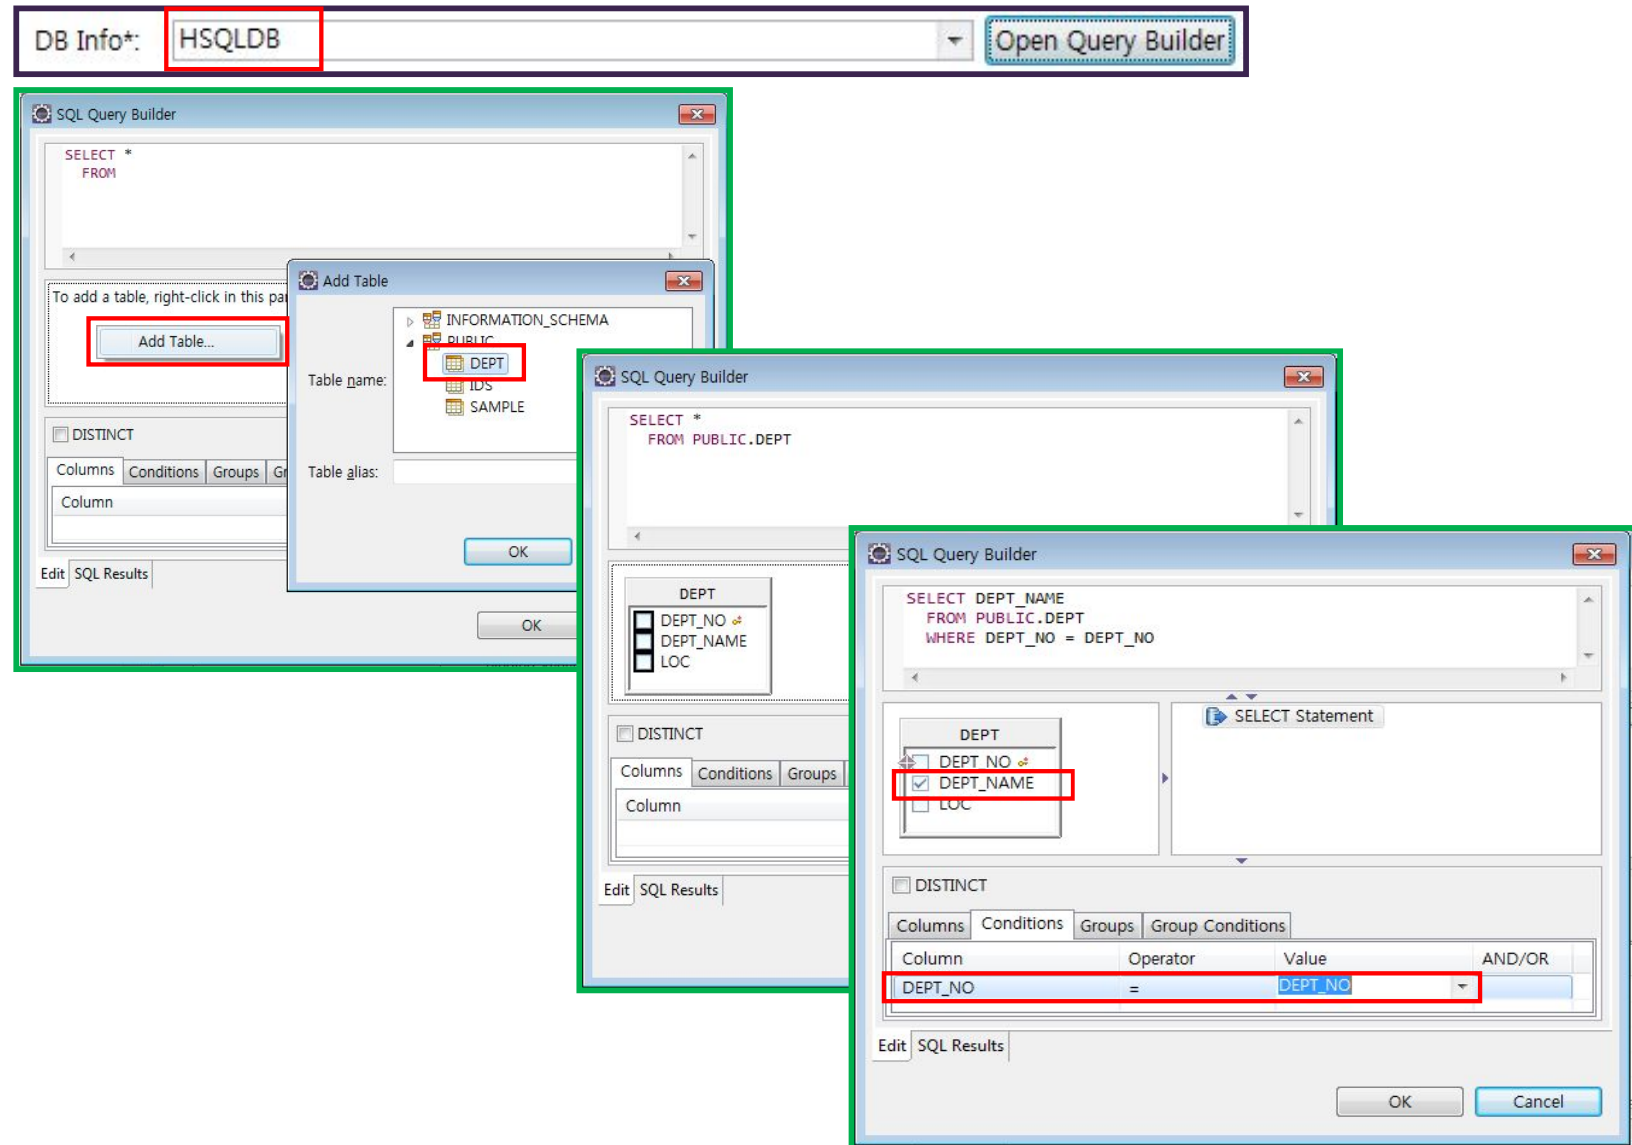 DB Info*: HSQLDB Open Query Builder
SQL Query Builder
SELECT *
FROM
To add a table, right-click in this pa
Add Table...
DISTINCT
Columns Conditions Groups Gr
Column
Edit SQL Results
OK
Add Table
INFORMATION_SCHEMA
PUBLIC
DEPT
IDS
SAMPLE
Table name:
Table alias:
OK
SQL Query Builder
SELECT *
FROM PUBLIC.DEPT
DEPT
DEPT_NO
DEPT_NAME
LOC
DISTINCT
Columns Conditions Groups
Column
Edit SQL Results
SQL Query Builder
SELECT DEPT_NAME
FROM PUBLIC.DEPT
WHERE DEPT_NO = DEPT_NO
DEPT
DEPT_NO
DEPT_NAME
LOC
SELECT Statement
DISTINCT
Columns Conditions Groups Group Conditions
Column Operator Value AND/OR
DEPT_NO = DEPT_NO
Edit SQL Results
OK Cancel